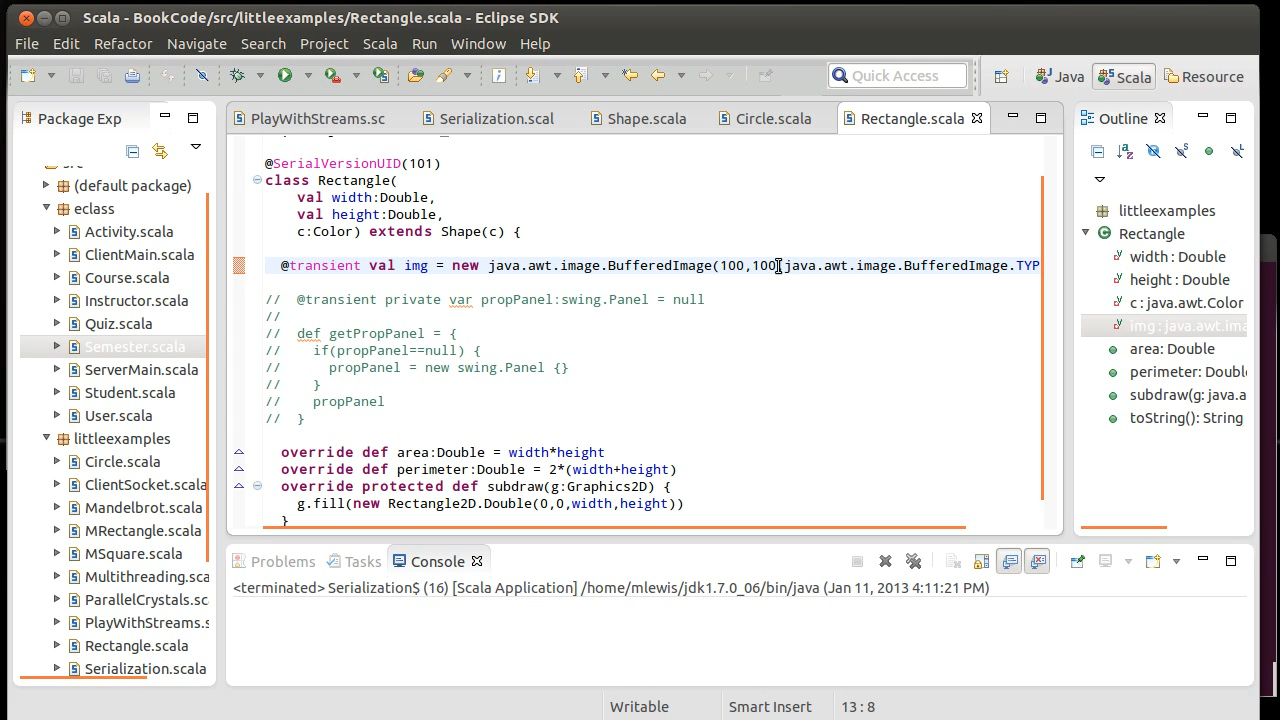 Scala - BookCode/src/littleexamples/Rectangle.scala - Eclipse SDK
File Edit Refactor Navigate Search Project Scala Run Window Help
Quick Access
Java Scala Resource
Package Exp
(default package)
eclass
Activity.scala
ClientMain.scala
Course.scala
Instructor.scala
Quiz.scala
Semester.scala
ServerMain.scala
Student.scala
User.scala
littleexamples
Circle.scala
ClientSocket.scala
Mandelbrot.scala
MRectangle.scala
MSquare.scala
Multithreading.sca
ParallelCrystals.sc
PlayWithStreams.s
Rectangle.scala
Serialization.scala
PlayWithStreams.sc Serialization.scal Shape.scala Circle.scala Rectangle.scala
@SerialVersionUID(101)
class Rectangle(
val width:Double,
val height:Double,
c:Color) extends Shape(c) {
@transient val img = new java.awt.image.BufferedImage(100,100,java.awt.image.BufferedImage.TYP
// @transient private var propPanel:swing.Panel = null
//
// def getPropPanel = {
// if(propPanel==null) {
// propPanel = new swing.Panel {}
// }
// propPanel
// }
override def area:Double = width*height
override def perimeter:Double = 2*(width+height)
override protected def subdraw(g:Graphics2D) {
g.fill(new Rectangle2D.Double(0,0,width,height))
}
Outline
littleexamples
Rectangle
width : Double
height : Double
c : java.awt.Color
img : java.awt.ima
area: Double
perimeter: Doubl
subdraw(g: java.a
toString(): String
Problems Tasks Console
<terminated> Serialization$ (16) [Scala Application] /home/mlewis/jdk1.7.0_06/bin/java (Jan 11, 2013 4:11:21 PM)
Writable Smart Insert 13 : 8